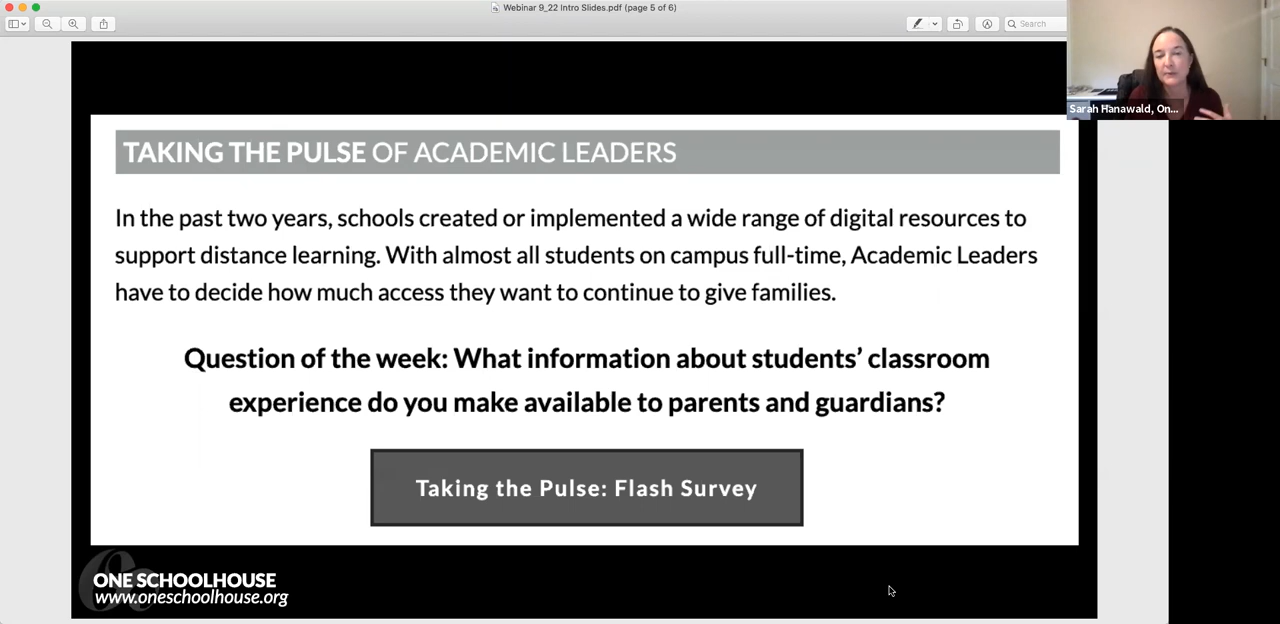 Webinar 9_22 Intro Slides.pdf (page 5 of 6)
Search
Sarah Hanawald, On...
TAKING THE PULSE OF ACADEMIC LEADERS
In the past two years, schools created or implemented a wide range of digital resources to
support distance learning. With almost all students on campus full-time, Academic Leaders
have to decide how much access they want to continue to give families.
Question of the week: What information about students’ classroom
experience do you make available to parents and guardians?
Taking the Pulse: Flash Survey
ONE SCHOOLHOUSE
www.oneschoolhouse.org